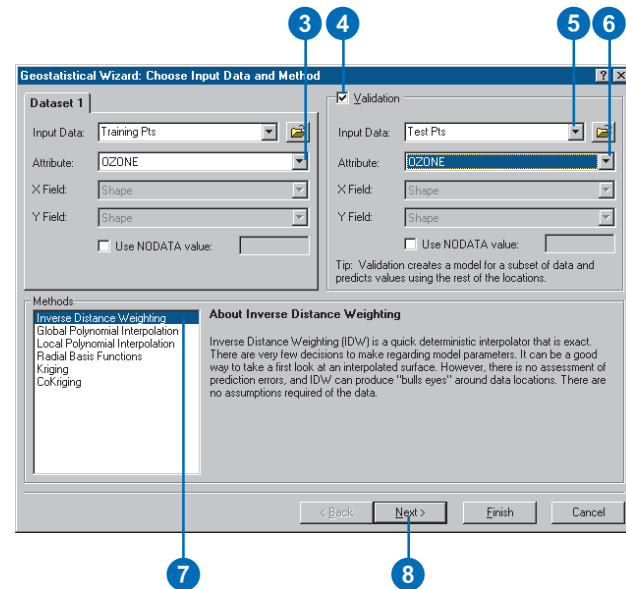 3 4 5 6
Geostatistical Wizard: Choose Input Data and Method
Dataset 1
Input Data: Training Pts
Attribute: OZONE
X Field: Shape
Y Field: Shape
Use NODATA value:
Validation
Input Data: Test Pts
Attribute: OZONE
X Field: Shape
Y Field: Shape
Use NODATA value:
Tip: Validation creates a model for a subset of data and
predicts values using the rest of the locations.
Methods
Inverse Distance Weighting
Global Polynomial Interpolation
Local Polynomial Interpolation
Radial Basis Functions
Kriging
CoKriging
About Inverse Distance Weighting
Inverse Distance Weighting (IDW) is a quick deterministic interpolator that is exact.
There are very few decisions to make regarding model parameters. It can be a good
way to take a first look at an interpolated surface. However, there is no assessment of
prediction errors, and IDW can produce "bulls eyes" around data locations. There are
no assumptions required of the data.
< Back Next > Finish Cancel
7 8